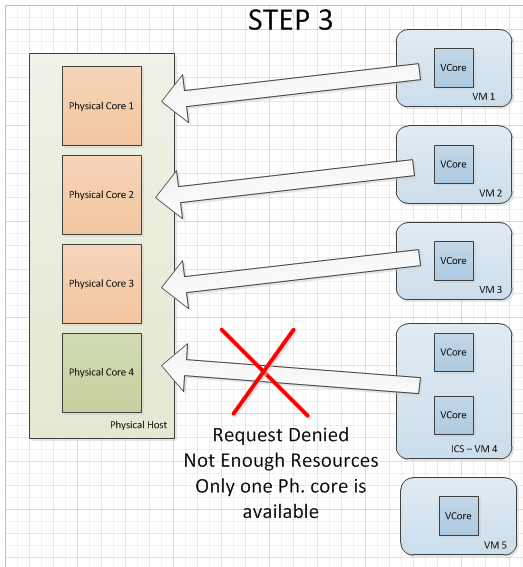 STEP 3
Physical Core 1
Physical Core 2
Physical Core 3
Physical Core 4
Physical Host
VCore
VM 1
VCore
VM 2
VCore
VM 3
VCore
VCore
ICS – VM 4
VCore
VM 5
Request Denied
Not Enough Resources
Only one Ph. core is
available